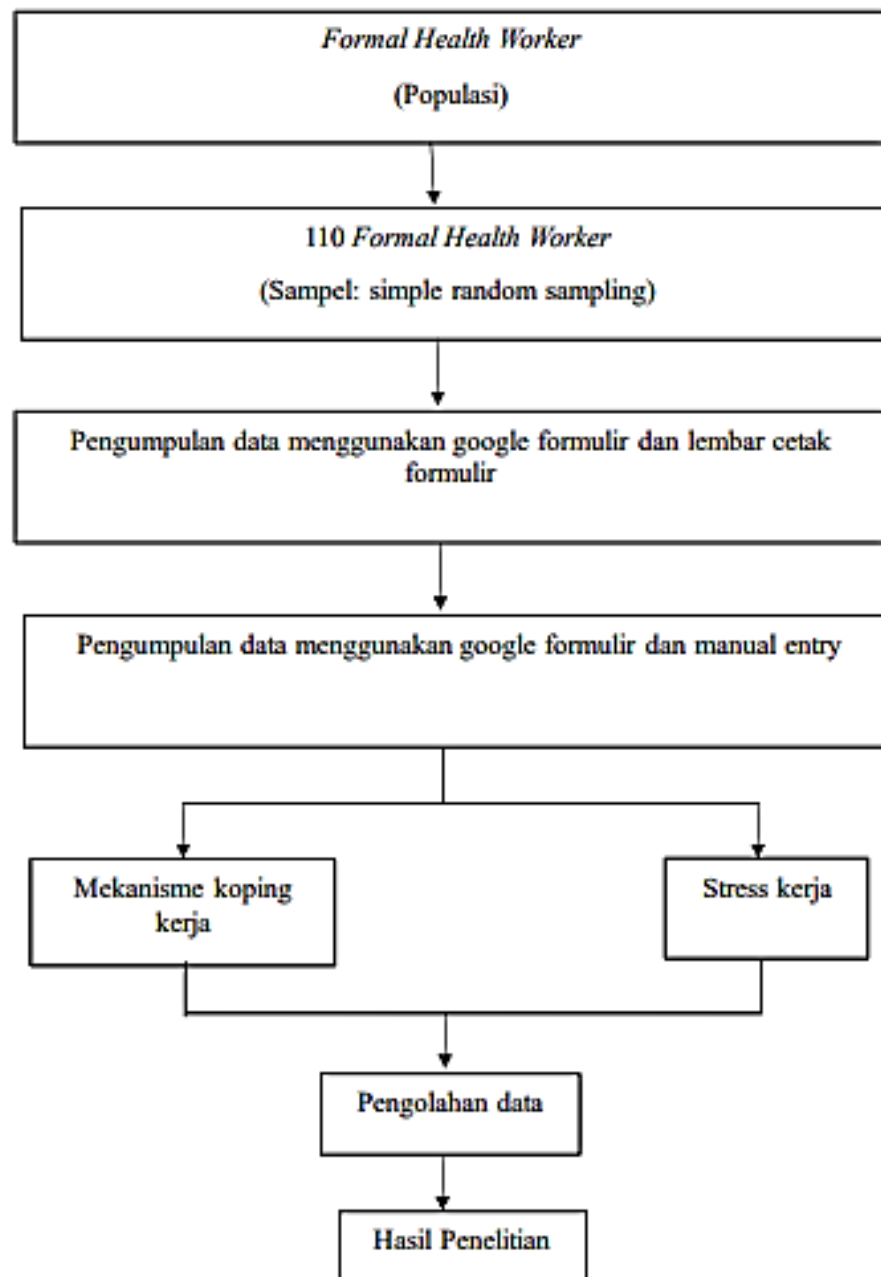 Formal Health Worker
(Populasi)
110 Formal Health Worker
(Sampel: simple random sampling)
Pengumpulan data menggunakan google formulir dan lembar cetak
formulir
Pengumpulan data menggunakan google formulir dan manual entry
Mekanisme koping
kerja
Stress kerja
Pengolahan data
Hasil Penelitian